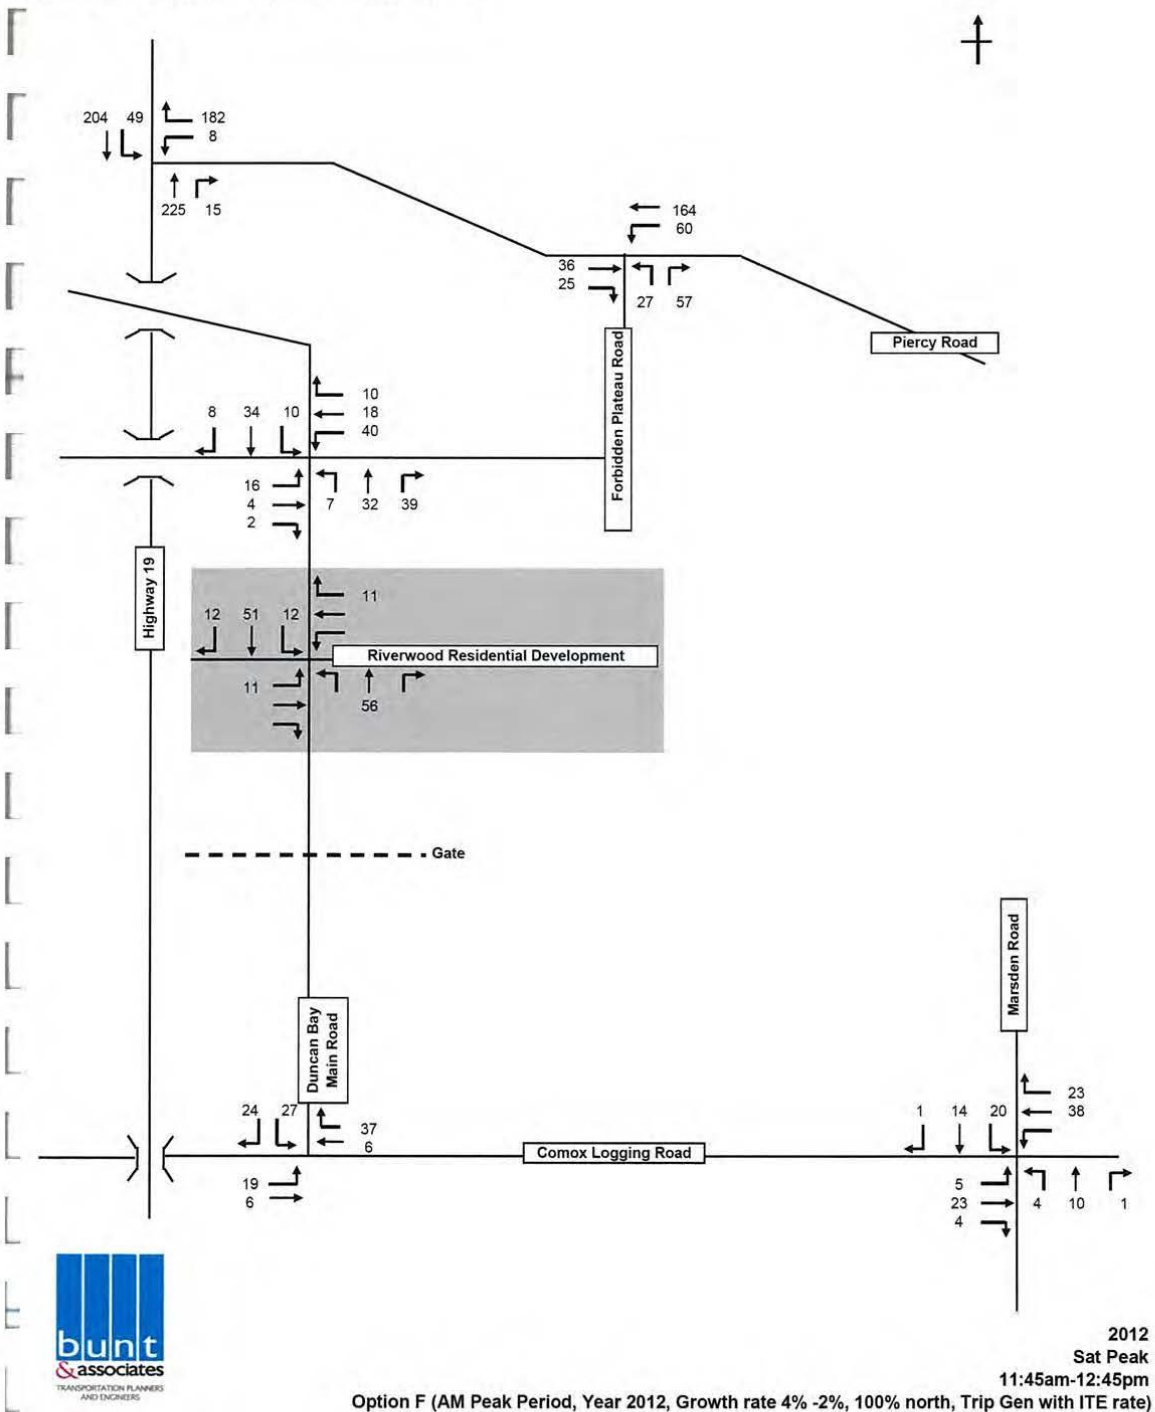 204 49 182
8
225 15
164
60
36
25
27 57
Piercy Road
Forbidden Plateau Road
10
8 34 10 18
40
16
4 7 32 39
2
Highway 19
11
12 51 12
Riverwood Residential Development
11
56
Gate
Marsden Road
Duncan Bay
Main Road
24 27
37
6
23
1 14 20 38
Comox Logging Road
19
6
5
23 4 10 1
4
bunt
& associates
TRANSPORTATION PLANNERS
AND ENGINEERS
2012
Sat Peak
11:45am-12:45pm
Option F (AM Peak Period, Year 2012, Growth rate 4% -2%, 100% north, Trip Gen with ITE rate)